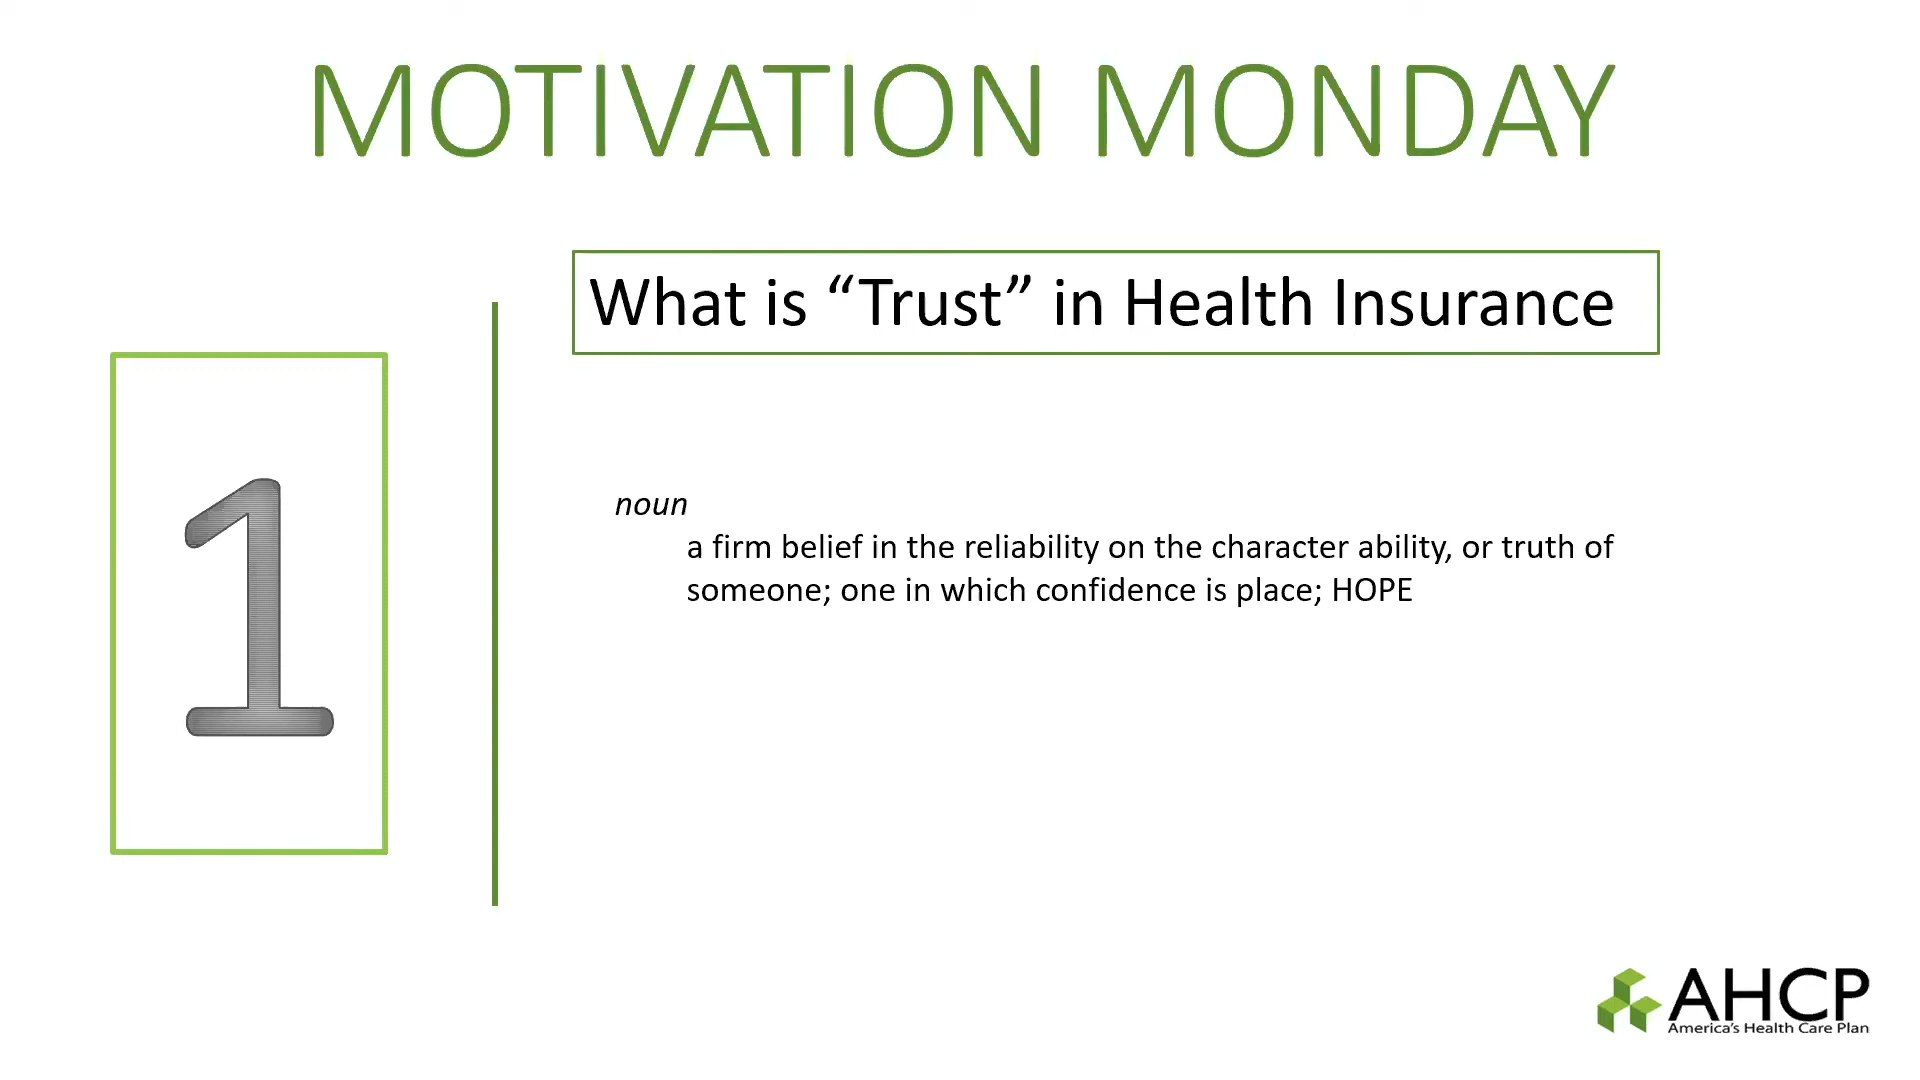 MOTIVATION MONDAY
What is “Trust” in Health Insurance
1
noun
a firm belief in the reliability on the character ability, or truth of
someone; one in which confidence is place; HOPE
AHCP
America's Health Care Plan